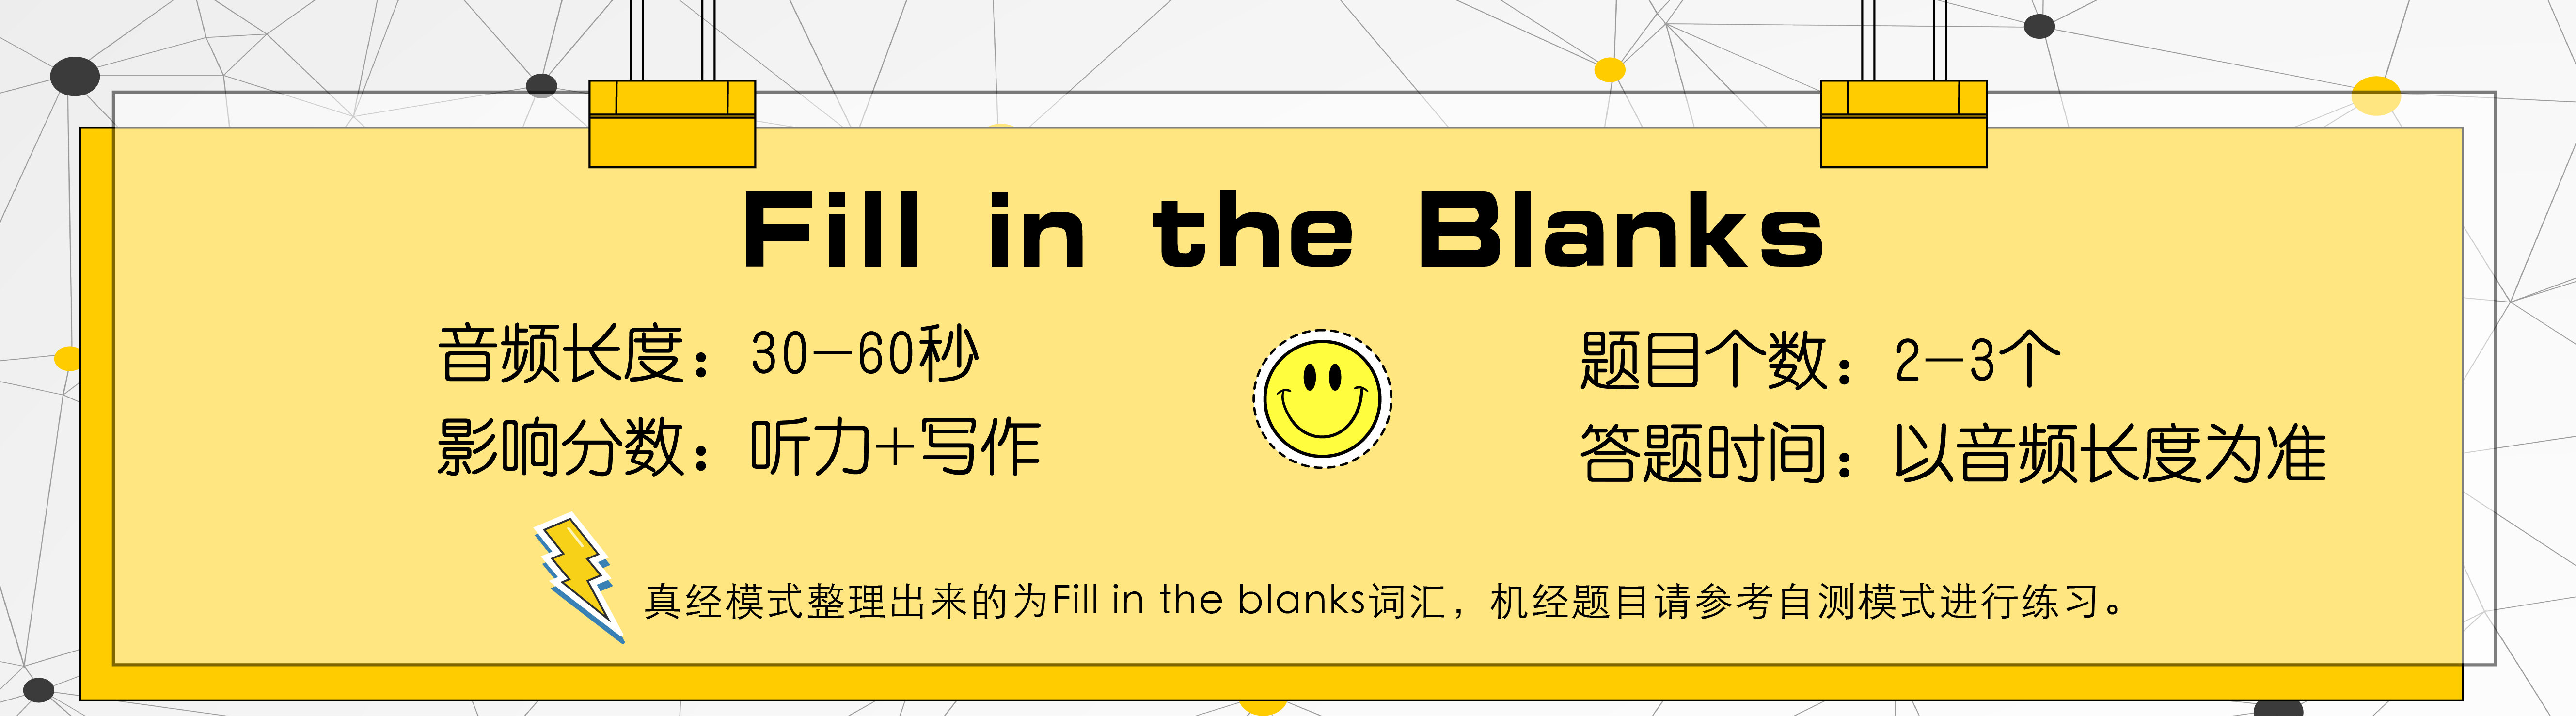 Fill in the Blanks
音频长度：30—60秒
影响分数：听力+写作
题目个数：2—3个
答题时间：以音频长度为准
真经模式整理出来的为Fill in the blanks词汇，机经题目请参考自测模式进行练习。